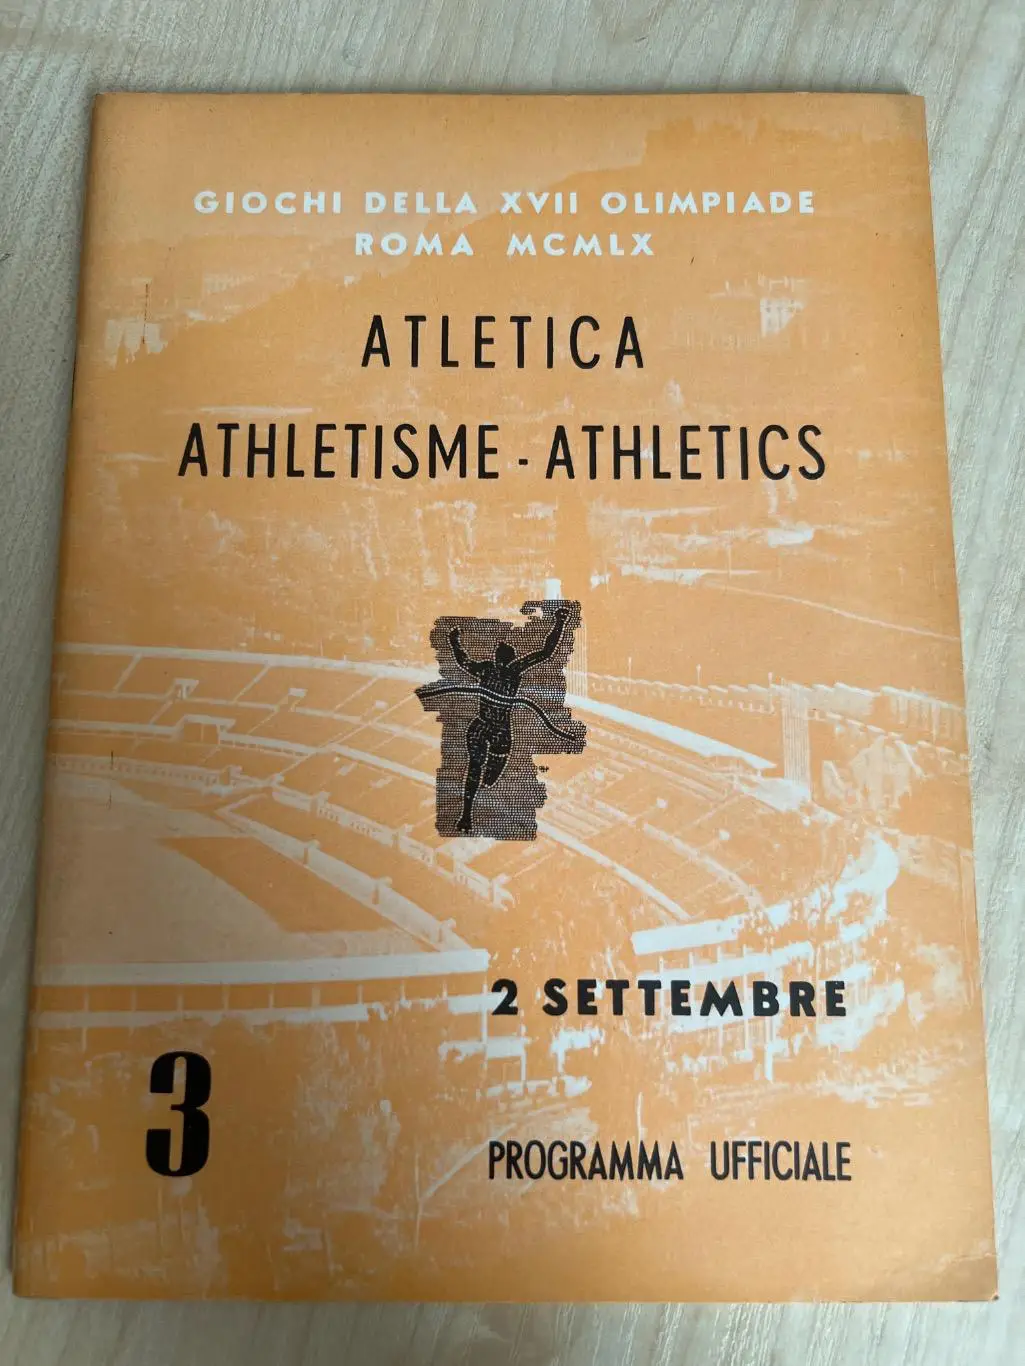 GIOCHI DELLA XVII OLIMPIADE
ROMA MCMLX
ATLETICA
ATHLETISME - ATHLETICS
2 SETTEMBRE
3
PROGRAMMA UFFICIALE